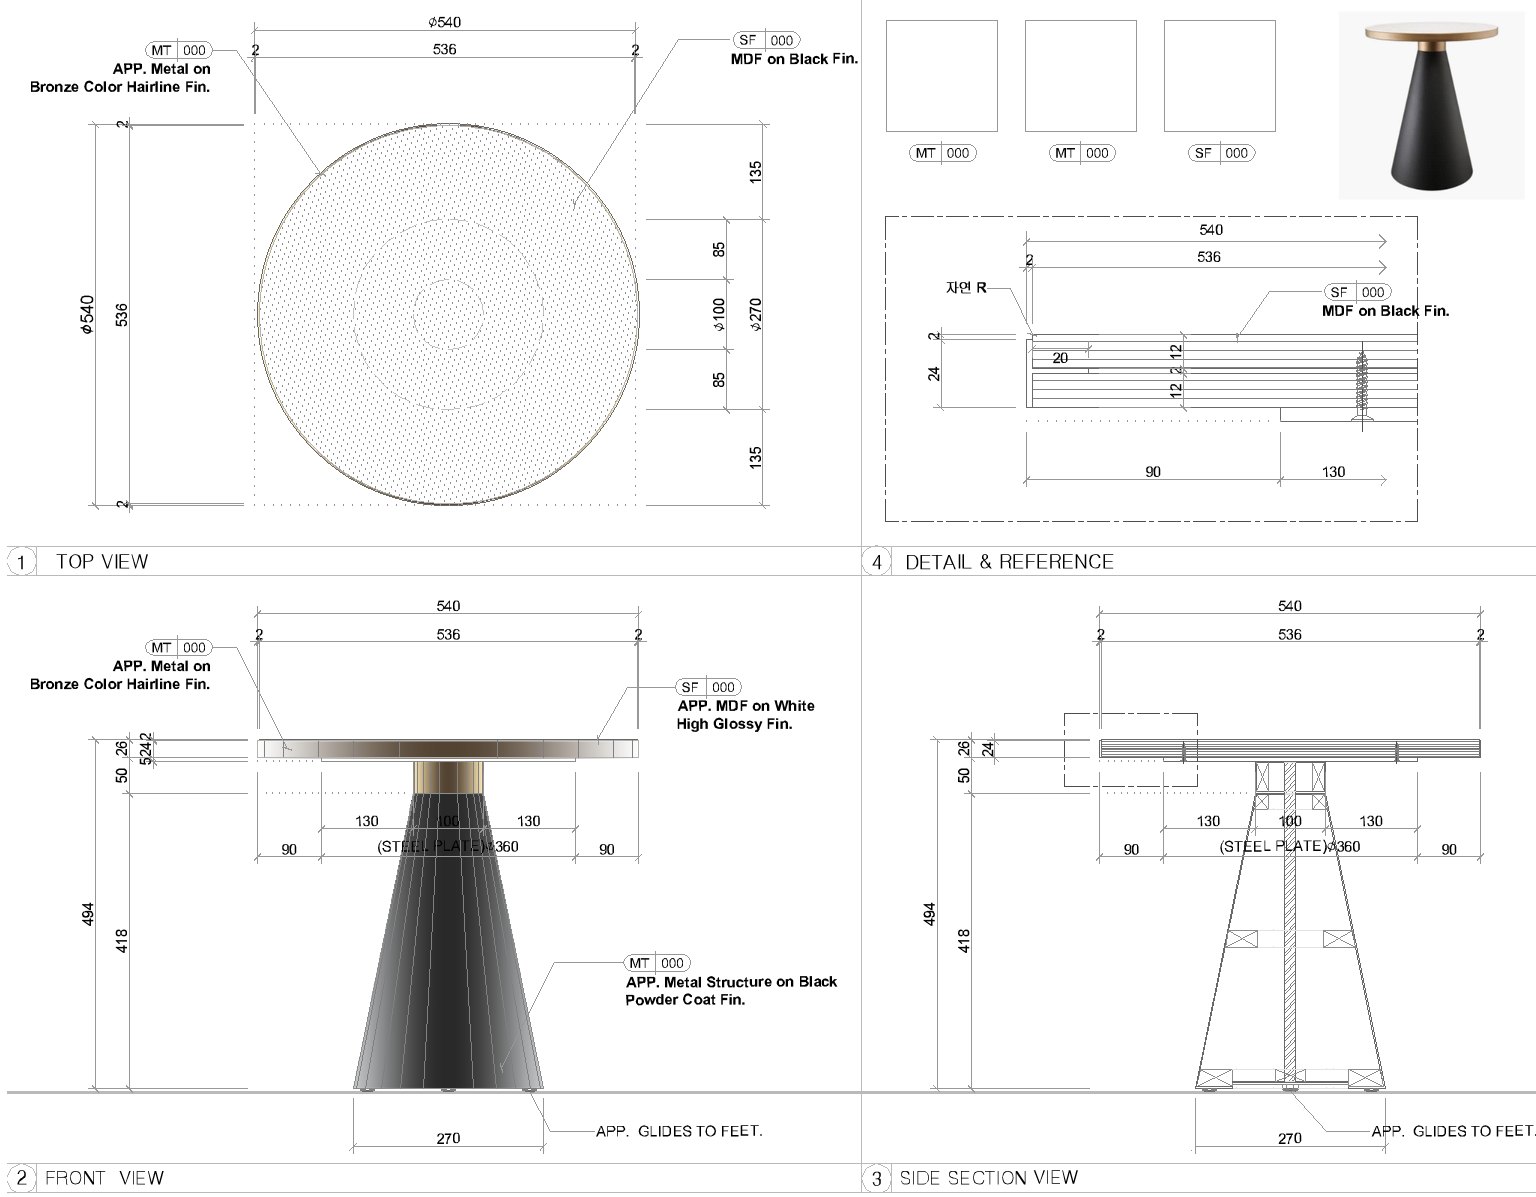 ϕ540
2
536
2
MT 000
APP. Metal on
Bronze Color Hairline Fin.
SF 000
MDF on Black Fin.
2
135
85
ϕ540
536
ϕ100
ϕ270
85
135
2
1 TOP VIEW
MT 000
MT 000
SF 000
540
2
536
자연 R
SF 000
MDF on Black Fin.
2
20
12
24
2
12
90
130
4 DETAIL & REFERENCE
540
2
536
2
MT 000
APP. Metal on
Bronze Color Hairline Fin.
SF 000
APP. MDF on White
High Glossy Fin.
2
26
24
5
50
130
100
130
(STEEL PLATE)ϕ360
90
90
494
418
MT 000
APP. Metal Structure on Black
Powder Coat Fin.
APP. GLIDES TO FEET.
270
2 FRONT VIEW
540
2
536
2
26
24
50
130
100
130
(STEEL PLATE)ϕ360
90
90
494
418
APP. GLIDES TO FEET.
270
3 SIDE SECTION VIEW